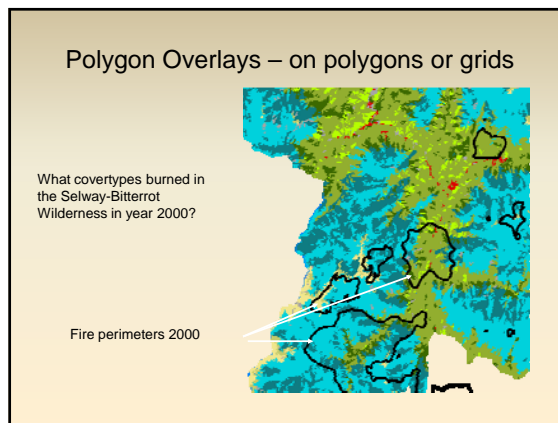 Polygon Overlays – on polygons or grids
What covertypes burned in
the Selway-Bitterrot
Wilderness in year 2000?
Fire perimeters 2000